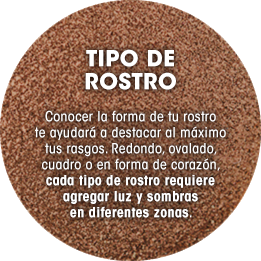 TIPO DE
ROSTRO
Conocer la forma de tu rostro
te ayudará a destacar al máximo
tus rasgos. Redondo, ovalado,
cuadro o en forma de corazón,
cada tipo de rostro requiere
agregar luz y sombras
en diferentes zonas.